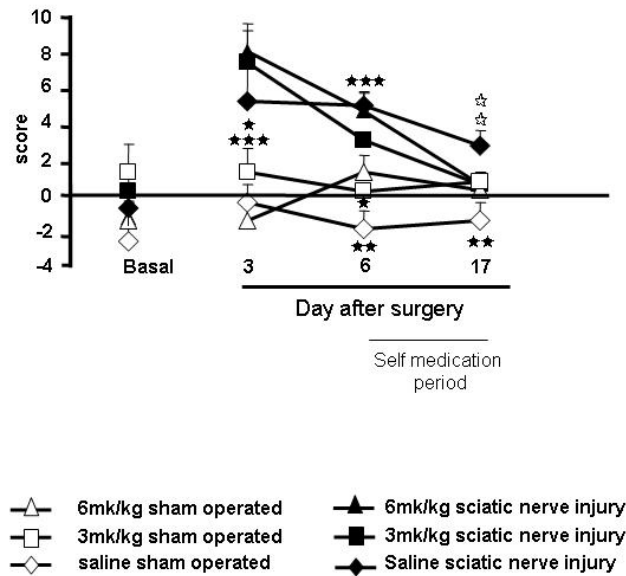 10
8
6
4
2
0
-2
-4
score
Basal 3 6 17
Day after surgery
Self medication
period
6mk/kg sham operated
3mk/kg sham operated
saline sham operated
6mk/kg sciatic nerve injury
3mk/kg sciatic nerve injury
Saline sciatic nerve injury